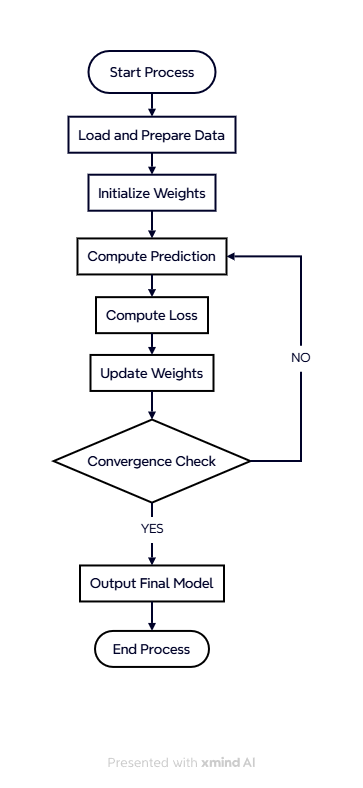 Start Process
Load and Prepare Data
Initialize Weights
Compute Prediction
Compute Loss
NO
Update Weights
Convergence Check
YES
Output Final Model
End Process
Presented with xmind AI